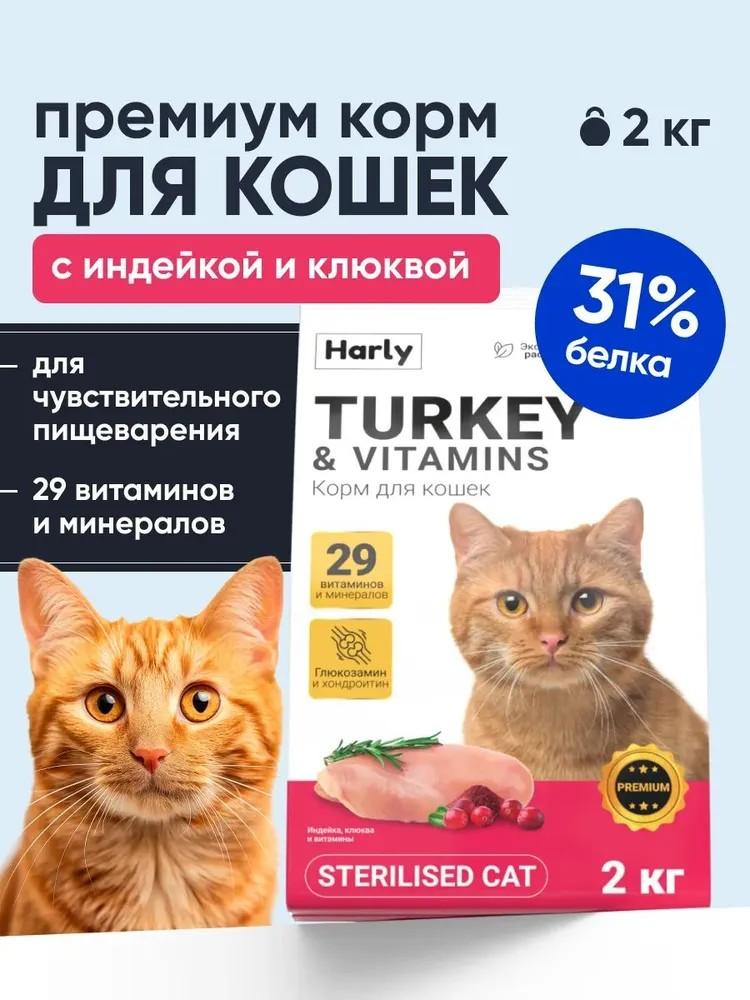 премиум корм
ДЛЯ КОШЕК
2 кг
с индейкой и клюквой
31%
белка
для
чувствительного
пищеварения
29 витаминов
и минералов
Harly
TURKEY
& VITAMINS
Корм для кошек
29
витаминов
и минералов
Глюкозамин
и хондроитин
PREMIUM
Индейка, клюква
и витамины
STERILISED CAT
2 кг